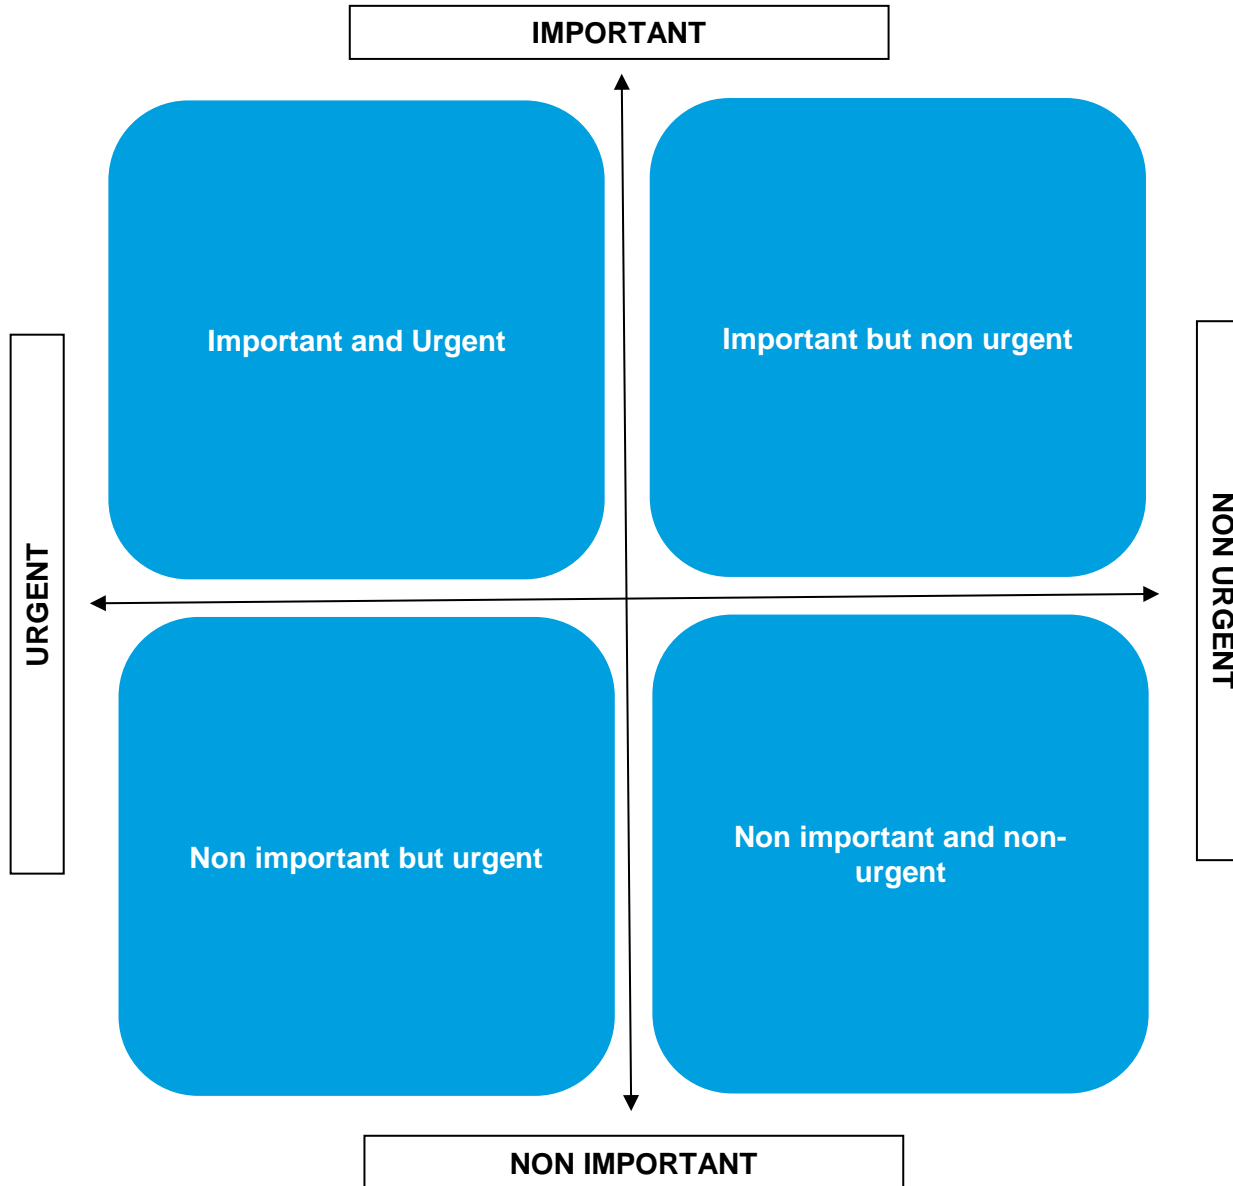 IMPORTANT
Important and Urgent
Important but non urgent
URGENT
NON URGENT
Non important but urgent
Non important and non-
urgent
NON IMPORTANT